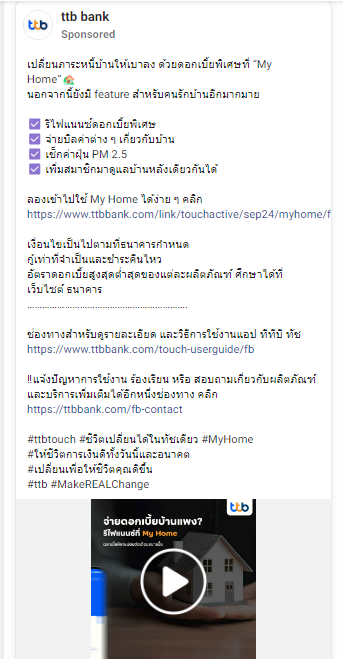 ttb
ttb bank
Sponsored
เปลี่ยนภาระหนี้บ้านให้เบาลง ด้วยดอกเบี้ยพิเศษที่ "My
Home"🏠
นอกจากนี้ยังมี feature สำหรับคนรักบ้านอีกมากมาย
☑ รีไฟแนนซ์ดอกเบี้ยพิเศษ
☑ จ่ายบิลค่าต่าง ๆ เกี่ยวกับบ้าน
☑ เช็กค่าฝุ่น PM 2.5
☑ เพิ่มสมาชิกมาดูแลบ้านหลังเดียวกันได้
ลองเข้าไปใช้ My Home ได้ง่าย ๆ คลิก
https://www.ttbbank.com/link/touchactive/sep24/myhome/f
เงื่อนไขเป็นไปตามที่ธนาคารกำหนด
กู้เท่าที่จำเป็นและชำระคืนไหว
อัตราดอกเบี้ยสูงสุดต่ำสุดของแต่ละผลิตภัณฑ์ ศึกษาได้ที่
เว็บไซต์ ธนาคาร
……………………………………………………….
ช่องทางสำหรับดูรายละเอียด และวิธีการใช้งานแอป ทีทีบี ทัช
https://www.ttbbank.com/touch-userguide/fb
‼แจ้งปัญหาการใช้งาน ร้องเรียน หรือ สอบถามเกี่ยวกับผลิตภัณฑ์
และบริการเพิ่มเติมได้อีกหนึ่งช่องทาง คลิก
https://ttbbank.com/fb-contact
#ttbtouch #ชีวิตเปลี่ยนได้ในทัชเดียว #MyHome
#ให้ชีวิตการเงินดีทั้งวันนี้และอนาคต
#เปลี่ยนเพื่อให้ชีวิตคุณดีขึ้น
#ttb #MakeREALChange
ttb
จ่ายดอกเบี้ยบ้านแพง?
รีไฟแนนซ์ที่ My Home